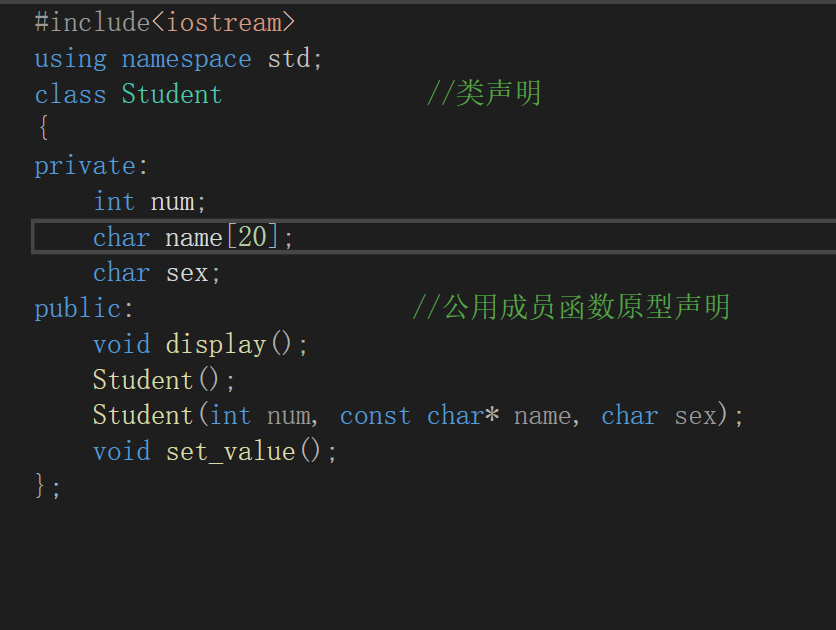 #include<iostream>
using namespace std;
class Student //类声明
{
private:
int num;
char name[20];
char sex;
public: //公用成员函数原型声明
void display();
Student();
Student(int num, const char* name, char sex);
void set_value();
};